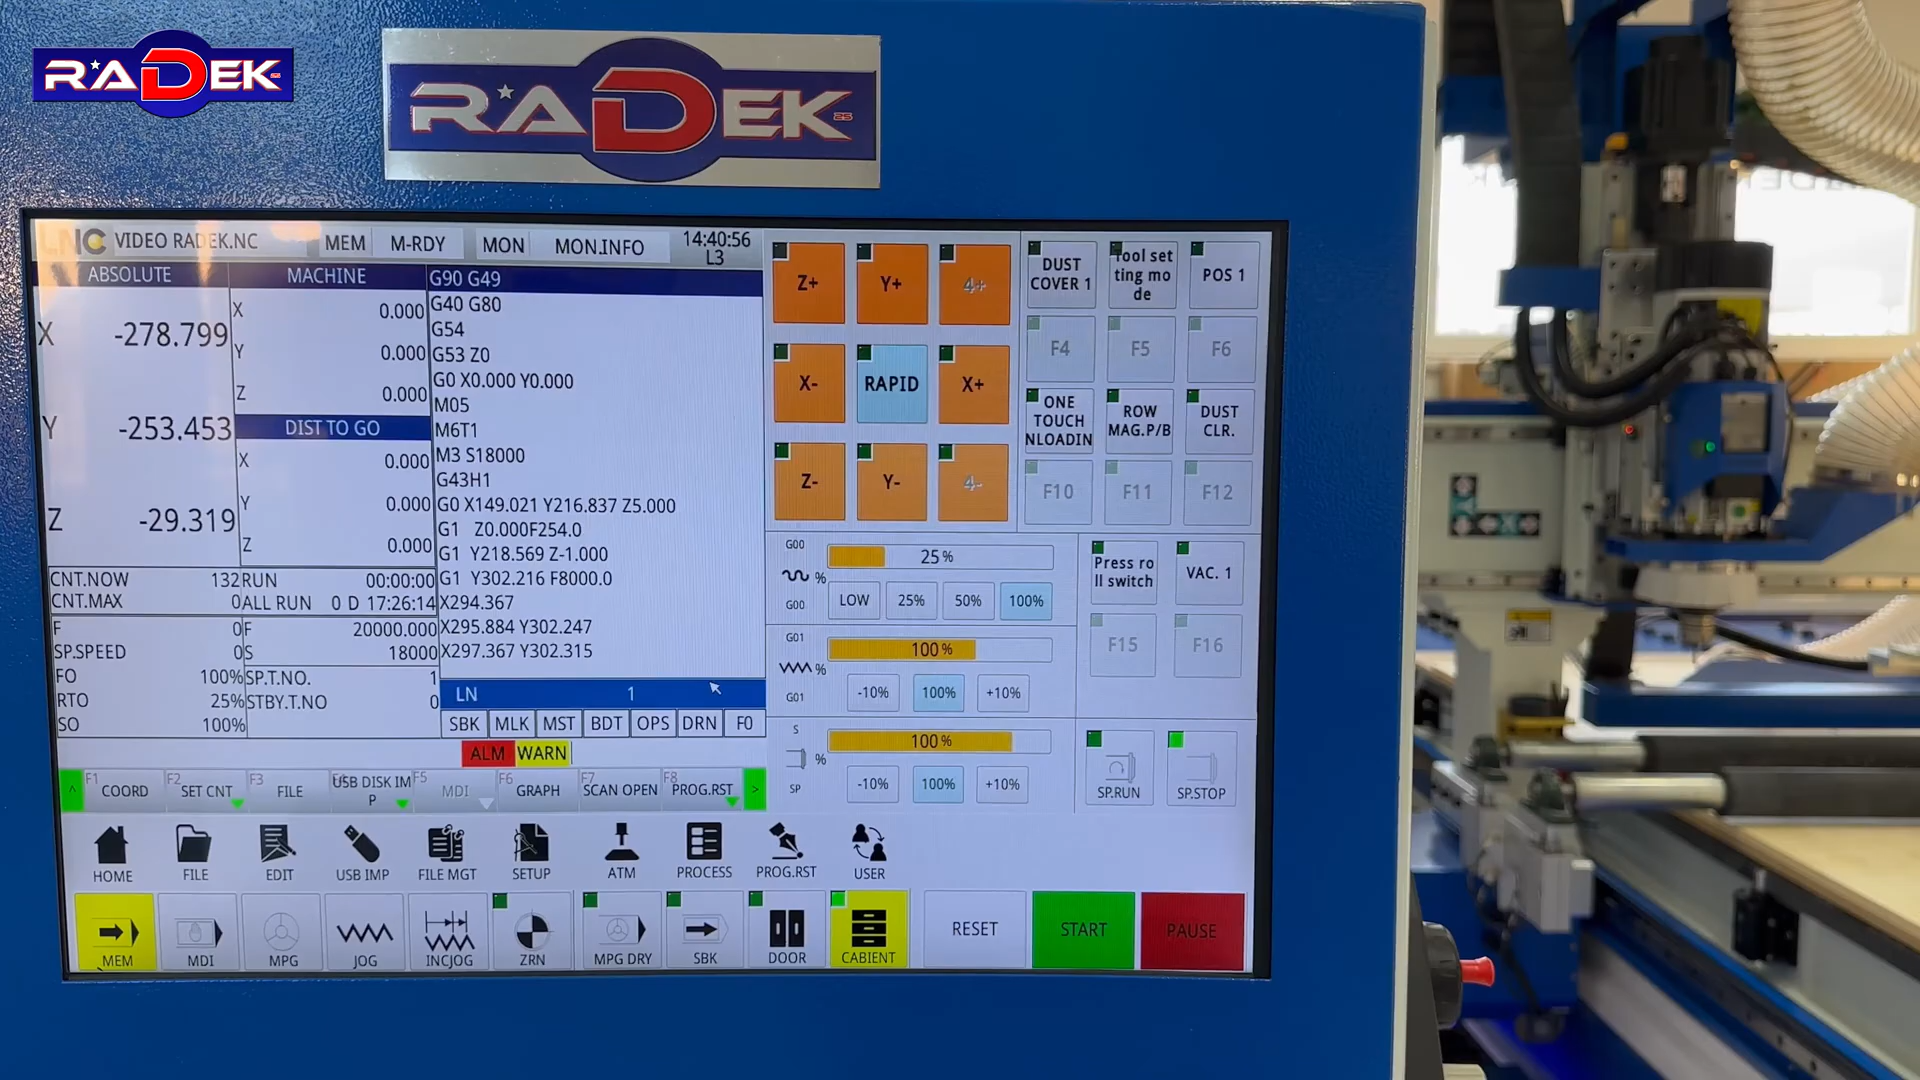 RADEK
RADEK ES
LNC VIDEO RADEK.NC MEM M-RDY MON MON.INFO 14:40:56
L3
ABSOLUTE
X -278.799
Y -253.453
Z -29.319
MACHINE
X 0.000
Y 0.000
Z 0.000
DIST TO GO
X 0.000
Y 0.000
Z 0.000
CNT.NOW 132
CNT.MAX 0
RUN 00:00:00
ALL RUN 0 D 17:26:14
F 0
SP.SPEED 0
FO 100%
RTO 25%
SO 100%
F 20000.000
S 18000
SP.T.NO. 1
STBY.T.NO 0
G90 G49
G40 G80
G54
G53 Z0
G0 X0.000 Y0.000
M05
M6T1
M3 S18000
G43H1
G0 X149.021 Y216.837 Z5.000
G1 Z0.000F254.0
G1 Y218.569 Z-1.000
G1 Y302.216 F8000.0
X294.367
X295.884 Y302.247
X297.367 Y302.315
LN 1
SBK MLK MST BDT OPS DRN F0
ALM WARN
^
F1 COORD
F2 SET CNT
F3 FILE
USB DISK IM
P
F5 MDI
F6 GRAPH
F7 SCAN OPEN
F8 PROG.RST
>
HOME
FILE
EDIT
USB IMP
FILE MGT
SETUP
ATM
PROCESS
PROG.RST
USER
MEM
MDI
MPG
JOG
INCJOG
ZRN
MPG DRY
SBK
DOOR
CABIENT
RESET
START
PAUSE
Z+ Y+ 4+
X- RAPID X+
Z- Y- 4-
DUST
COVER 1
Tool set
ting mo
de
POS 1
F4 F5 F6
ONE
TOUCH
NLOADIN
ROW
MAG.P/B
DUST
CLR.
F10 F11 F12
G00
%
G00
25%
LOW 25% 50% 100%
G01
%
G01
100%
-10% 100% +10%
S
%
SP
100%
-10% 100% +10%
Press ro
ll switch
VAC. 1
F15 F16
SP.RUN SP.STOP